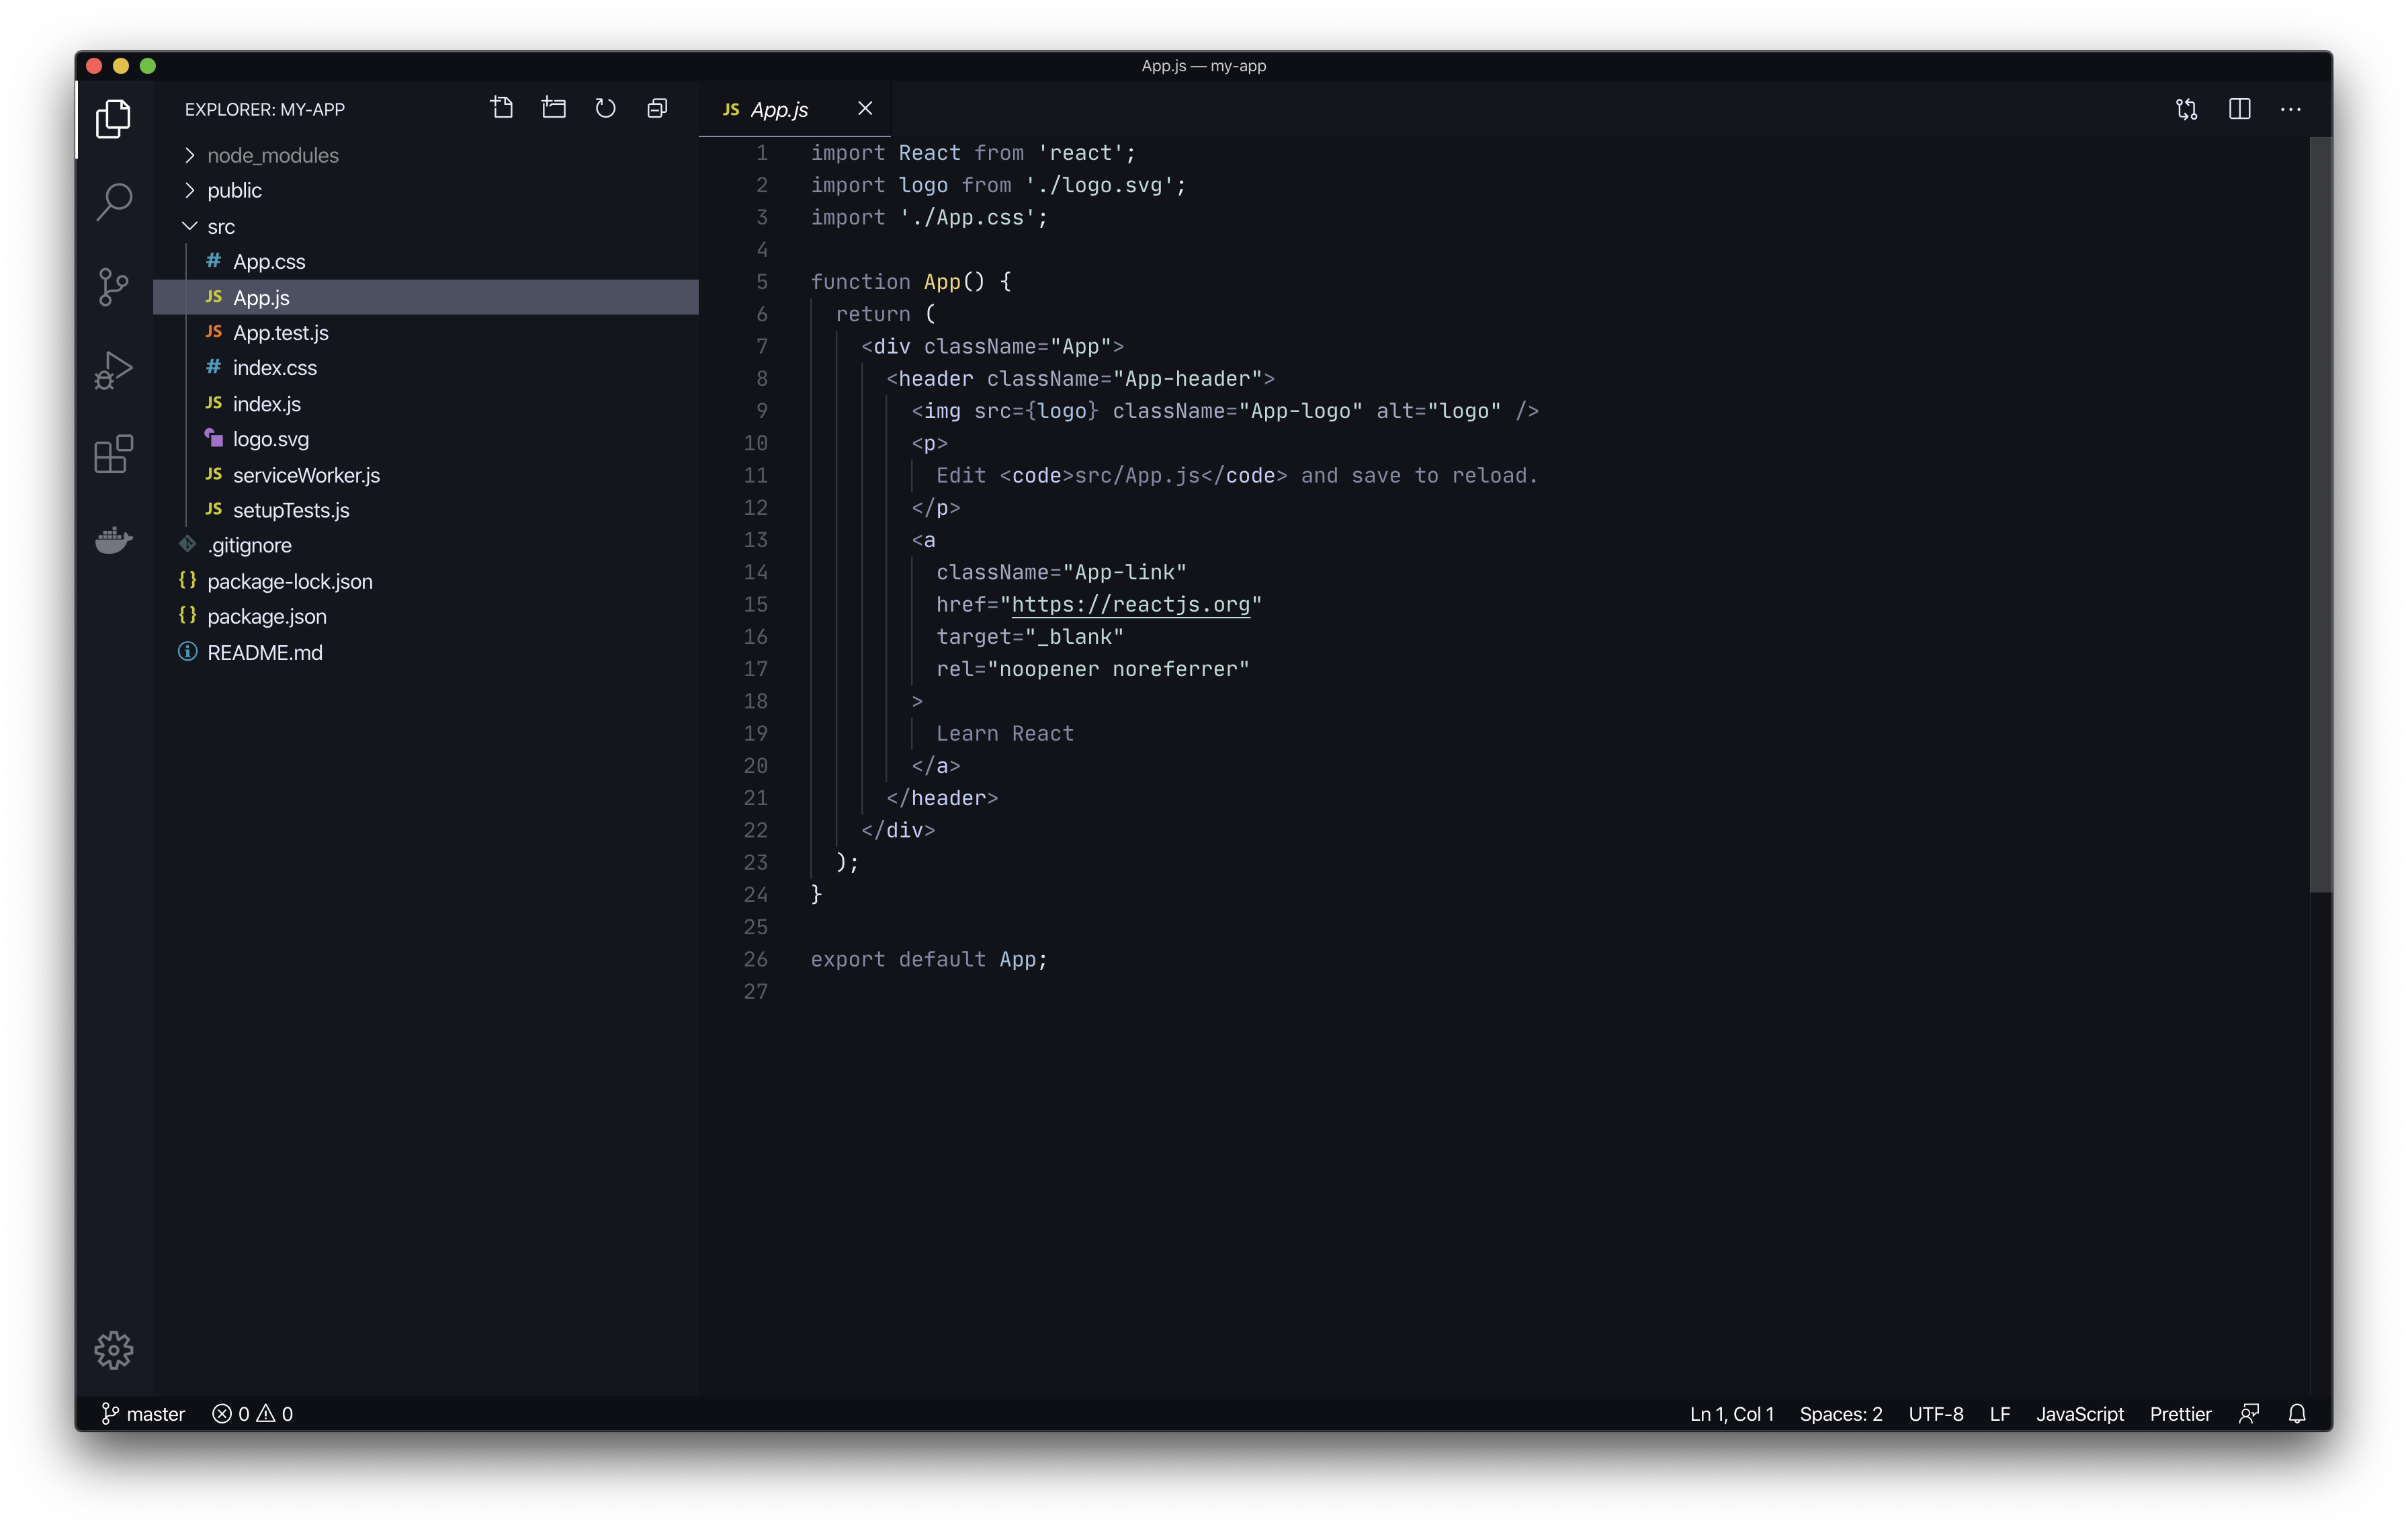 App.js — my-app
EXPLORER: MY-APP
node_modules
public
src
# App.css
JS App.js
JS App.test.js
# index.css
JS index.js
logo.svg
JS serviceWorker.js
JS setupTests.js
.gitignore
{} package-lock.json
{} package.json
README.md
JS App.js
1 import React from 'react';
2 import logo from './logo.svg';
3 import './App.css';
4
5 function App() {
6   return (
7     <div className="App">
8       <header className="App-header">
9         <img src={logo} className="App-logo" alt="logo" />
10         <p>
11           Edit <code>src/App.js</code> and save to reload.
12         </p>
13         <a
14           className="App-link"
15           href="https://reactjs.org"
16           target="_blank"
17           rel="noopener noreferrer"
18         >
19           Learn React
20         </a>
21       </header>
22     </div>
23   );
24 }
25
26 export default App;
27
master 0 0 Ln 1, Col 1 Spaces: 2 UTF-8 LF JavaScript Prettier